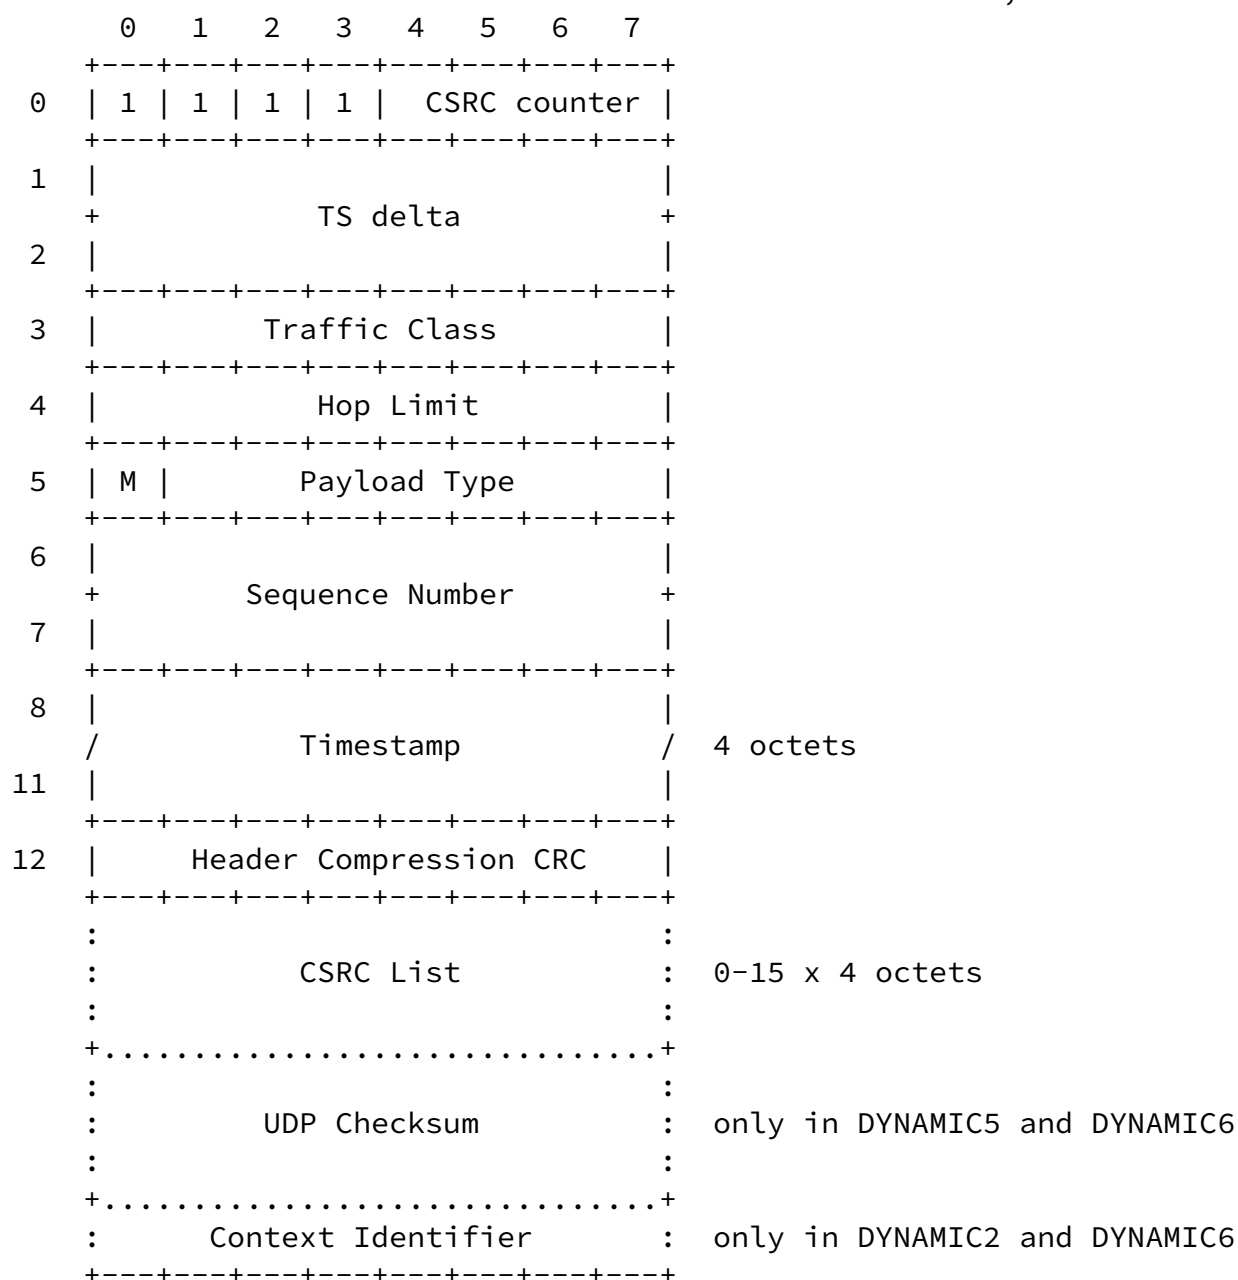 0   1   2   3   4   5   6   7
    +---+---+---+---+---+---+---+---+
 0  | 1 | 1 | 1 | 1 |  CSRC counter |
    +---+---+---+---+---+---+---+---+
 1  |                               |
    +            TS delta           +
 2  |                               |
    +---+---+---+---+---+---+---+---+
 3  |         Traffic Class         |
    +---+---+---+---+---+---+---+---+
 4  |            Hop Limit          |
    +---+---+---+---+---+---+---+---+
 5  | M |       Payload Type        |
    +---+---+---+---+---+---+---+---+
 6  |                               |
    +        Sequence Number        +
 7  |                               |
    +---+---+---+---+---+---+---+---+
 8  |                               |
    /           Timestamp           /  4 octets
11  |                               |
    +---+---+---+---+---+---+---+---+
12  |     Header Compression CRC    |
    +---+---+---+---+---+---+---+---+
    :                               :
    :           CSRC List           :  0-15 x 4 octets
    :                               :
    +...............................+
    :                               :
    :         UDP Checksum          :  only in DYNAMIC5 and DYNAMIC6
    :                               :
    +...............................+
    :      Context Identifier       :  only in DYNAMIC2 and DYNAMIC6
    +---+---+---+---+---+---+---+---+